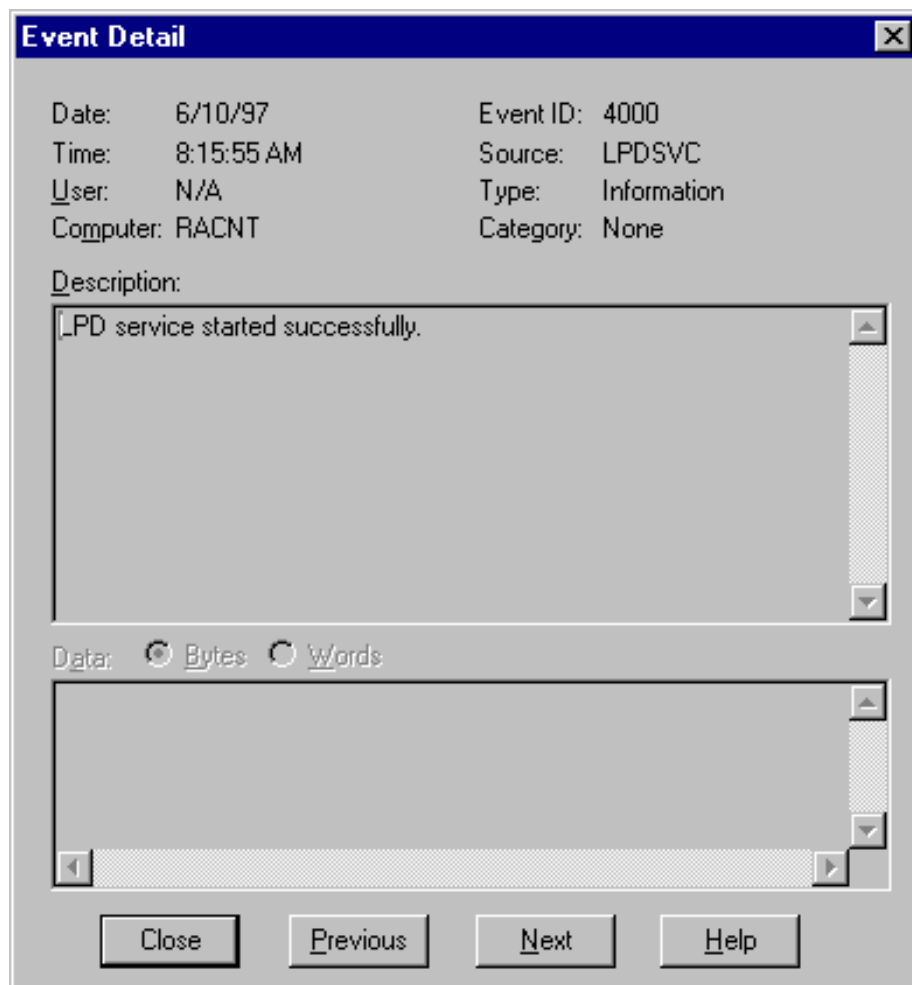 Event Detail
Date: 6/10/97 Event ID: 4000
Time: 8:15:55 AM Source: LPDSVC
User: N/A Type: Information
Computer: RACNT Category: None
Description:
LPD service started successfully.
Data: Bytes Words
Close Previous Next Help